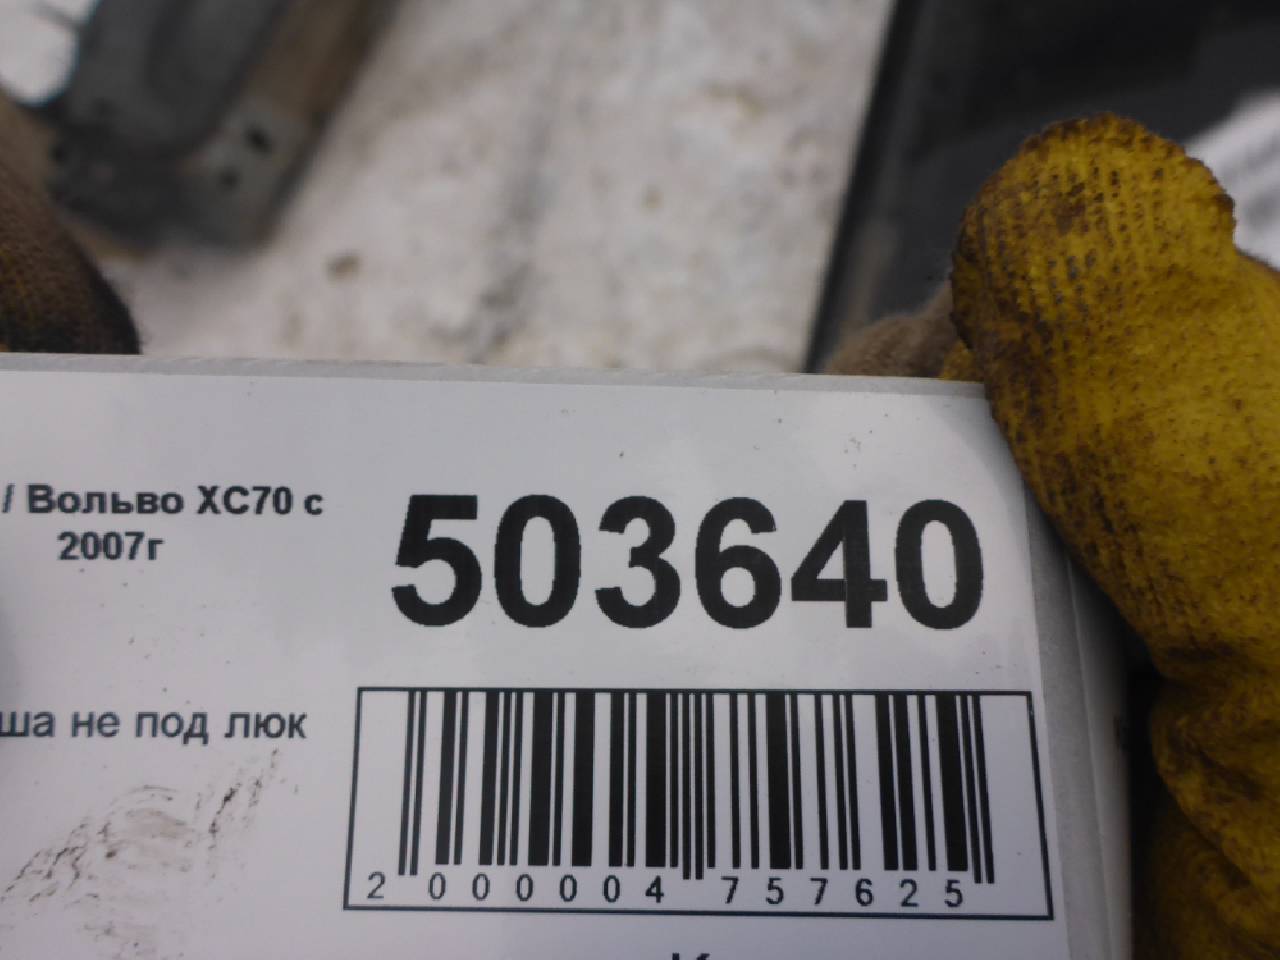 / Вольво XC70 с
2007г
503640
ша не под люк
2 000004 757625